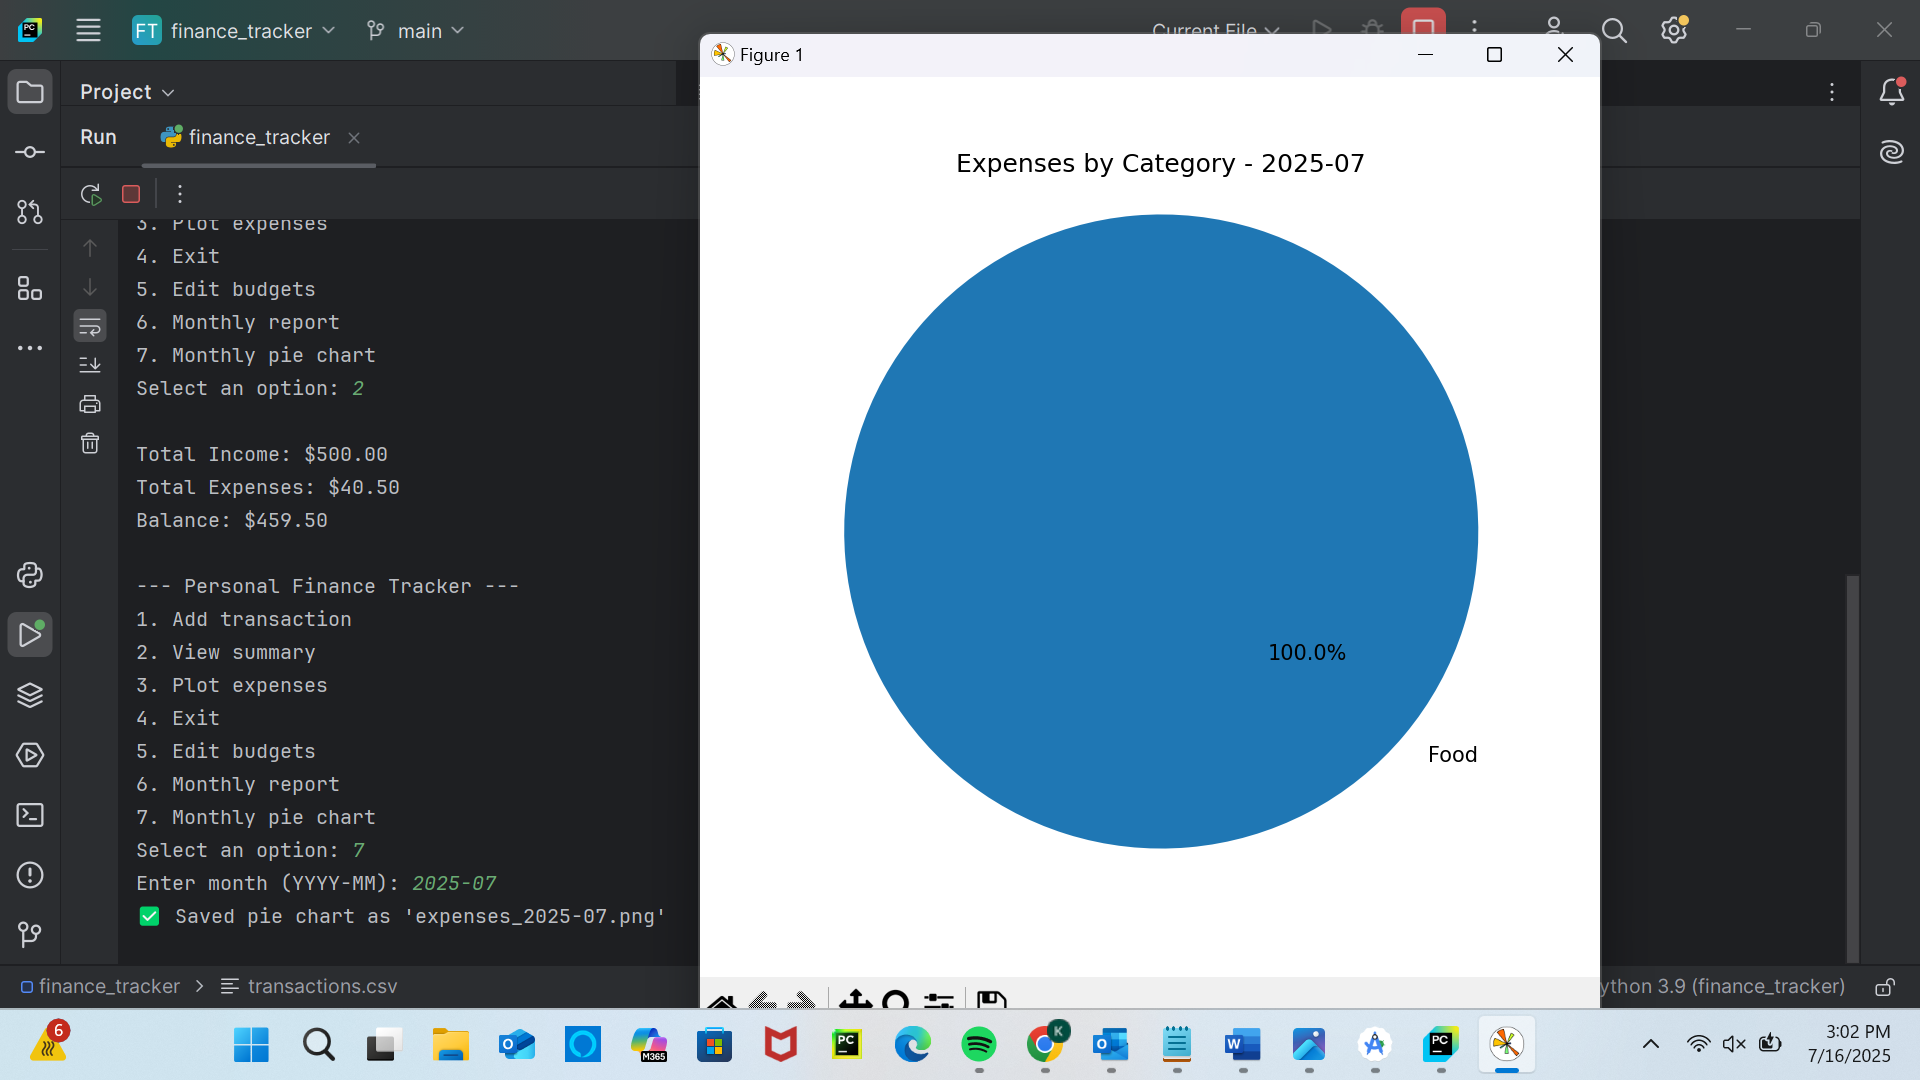 FT finance_tracker
main
Current File
Project
Run
finance_tracker
3. Plot expenses
4. Exit
5. Edit budgets
6. Monthly report
7. Monthly pie chart
Select an option: 2
Total Income: $500.00
Total Expenses: $40.50
Balance: $459.50
--- Personal Finance Tracker ---
1. Add transaction
2. View summary
3. Plot expenses
4. Exit
5. Edit budgets
6. Monthly report
7. Monthly pie chart
Select an option: 7
Enter month (YYYY-MM): 2025-07
✅ Saved pie chart as 'expenses_2025-07.png'
Figure 1
Expenses by Category - 2025-07
100.0%
Food
finance_tracker > transactions.csv
ython 3.9 (finance_tracker)
6
M365
PC
K
W
PC
3:02 PM
7/16/2025